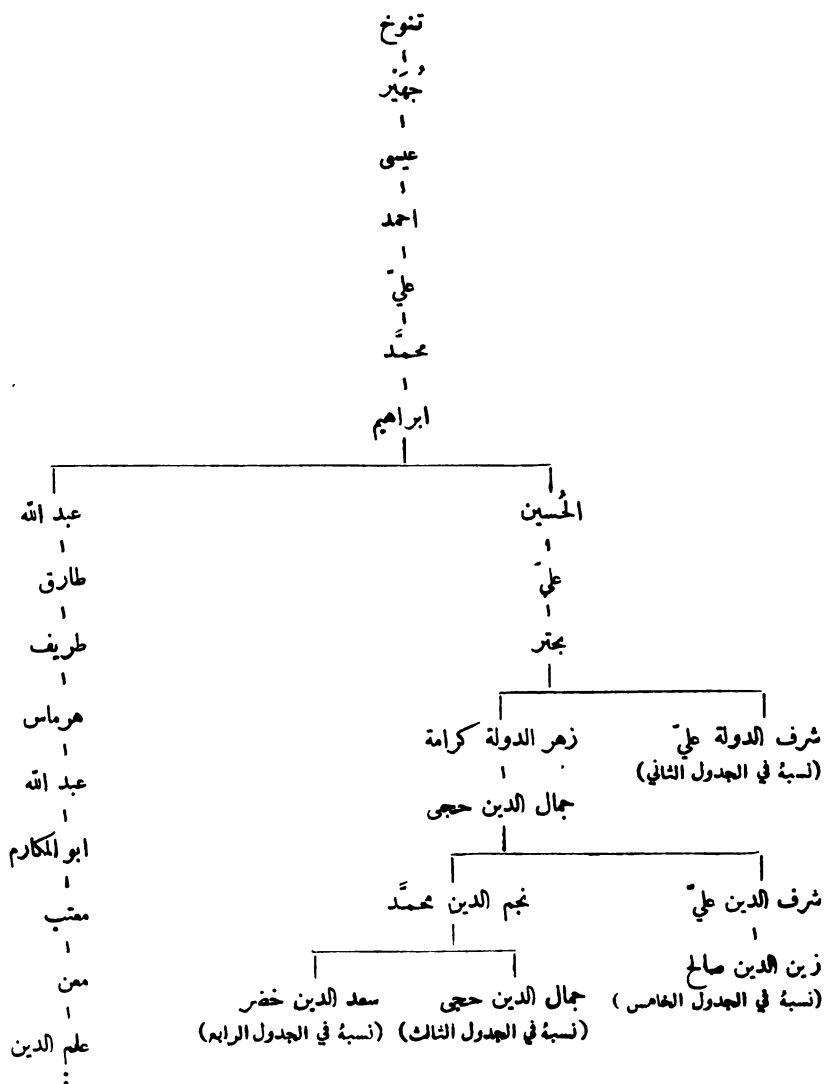 تنوخ
جُهَيْر
عيسى
احمد
عليّ
محمَّد
ابراهيم
الحُسين
عبد الله
عليّ
طارق
بحتر
طريف
هرماس
شرف الدولة عليّ
زهر الدولة كرامة
(نسبهُ في الجدول الثاني)
عبد الله
جمال الدين حجى
ابو المكارم
شرف الدين عليّ
نجم الدين محمَّد
معتب
زين الدين صالح
معن
جمال الدين حجى
سعد الدين خضر
(نسبهُ في الجدول الخامس)
(نسبهُ في الجدول الثالث)
(نسبهُ في الجدول الرابع)
علم الدين